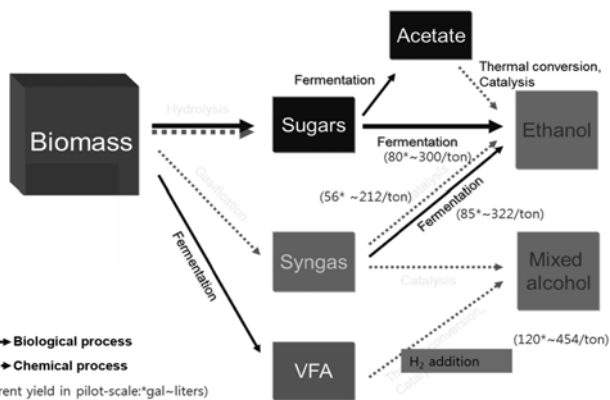 Acetate
Thermal conversion,
Catalysis
Fermentation
Hydrolysis
Biomass
Sugars
Ethanol
Fermentation
(80*~300/ton)
Gasification
(56* ~212/ton)
Catalysis
Fermentation
(85*~322/ton)
Fermentation
Syngas
Catalysis
Mixed
alcohol
(120*~454/ton)
H₂ addition
conversion,
VFA
Biological process
Chemical process
rent yield in pilot-scale:*gal~liters)